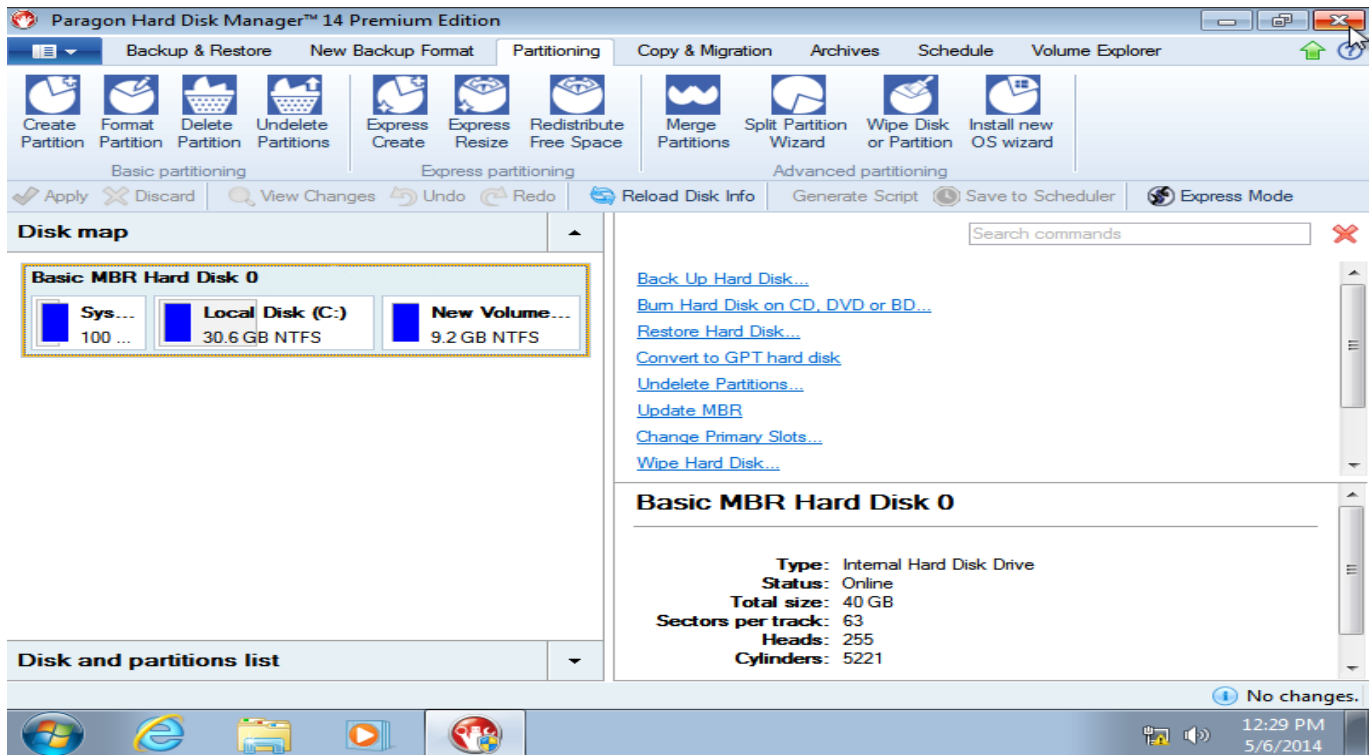 Paragon Hard Disk Manager™ 14 Premium Edition
Backup & Restore New Backup Format Partitioning Copy & Migration Archives Schedule Volume Explorer
Create Partition
Format Partition
Delete Partition
Undelete Partitions
Express Create
Express Resize
Redistribute Free Space
Merge Partitions
Split Partition Wizard
Wipe Disk or Partition
Install new OS wizard
Basic partitioning Express partitioning Advanced partitioning
Apply Discard View Changes Undo Redo Reload Disk Info Generate Script Save to Scheduler Express Mode
Disk map
Basic MBR Hard Disk 0
Sys...
100 ...
Local Disk (C:)
30.6 GB NTFS
New Volume...
9.2 GB NTFS
Disk and partitions list
Search commands
Back Up Hard Disk...
Burn Hard Disk on CD, DVD or BD...
Restore Hard Disk...
Convert to GPT hard disk
Undelete Partitions...
Update MBR
Change Primary Slots...
Wipe Hard Disk...
Basic MBR Hard Disk 0
Type: Internal Hard Disk Drive
Status: Online
Total size: 40 GB
Sectors per track: 63
Heads: 255
Cylinders: 5221
No changes.
12:29 PM
5/6/2014